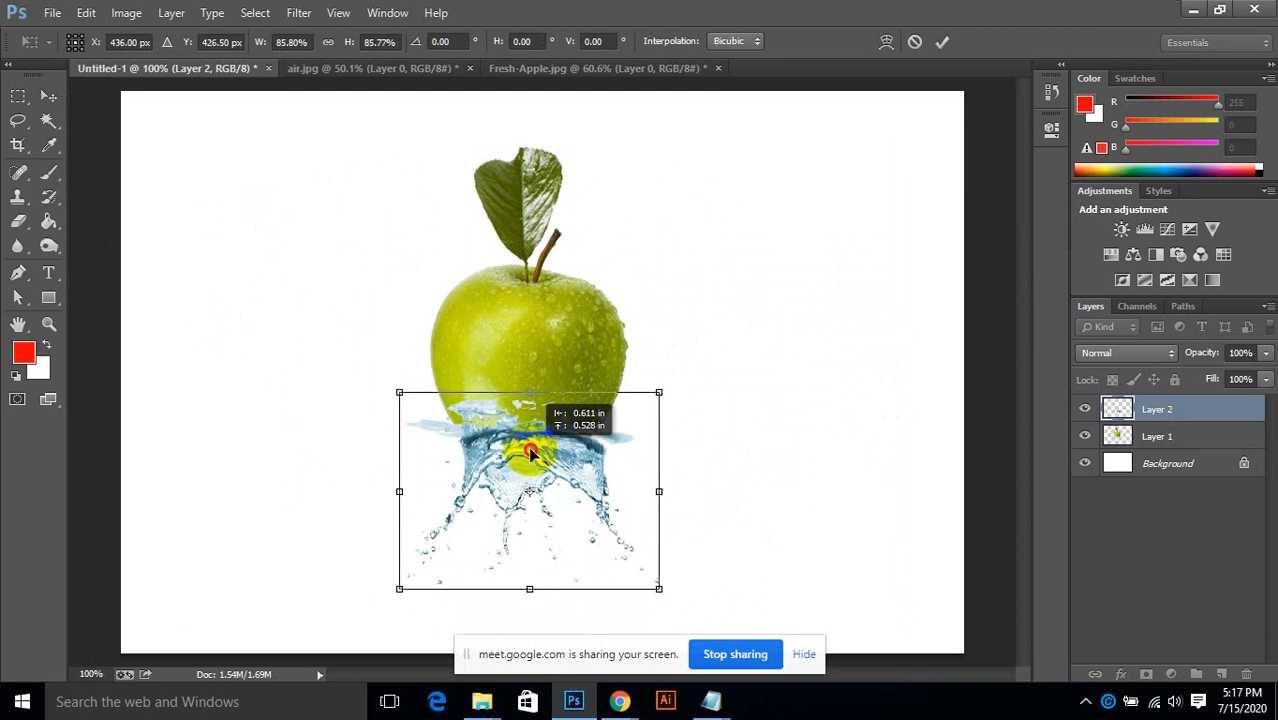 Ps File Edit Image Layer Type Select Filter 3D View Window Help
X: 436.00 px Y: 426.50 px W: 85.80% H: 85.77% 0.00 ° H: 0.00 ° V: 0.00 ° Interpolation: Bicubic Essentials
Untitled-1 @ 100% (Layer 2, RGB/8) * × air.jpg @ 50.1% (Layer 0, RGB/8#) * × Fresh-Apple.jpg @ 60.6% (Layer 0, RGB/8#) * ×
Color Swatches
R 255
G 0
B 0
Adjustments Styles
Add an adjustment
Layers Channels Paths
Kind
Normal Opacity: 100%
Lock: Fill: 100%
Layer 2
Layer 1
Background
0.611 in
0.528 in
meet.google.com is sharing your screen. Stop sharing Hide
100% Doc: 1.54M/1.69M
Search the web and Windows
Ps Ai
5:17 PM
7/15/2020